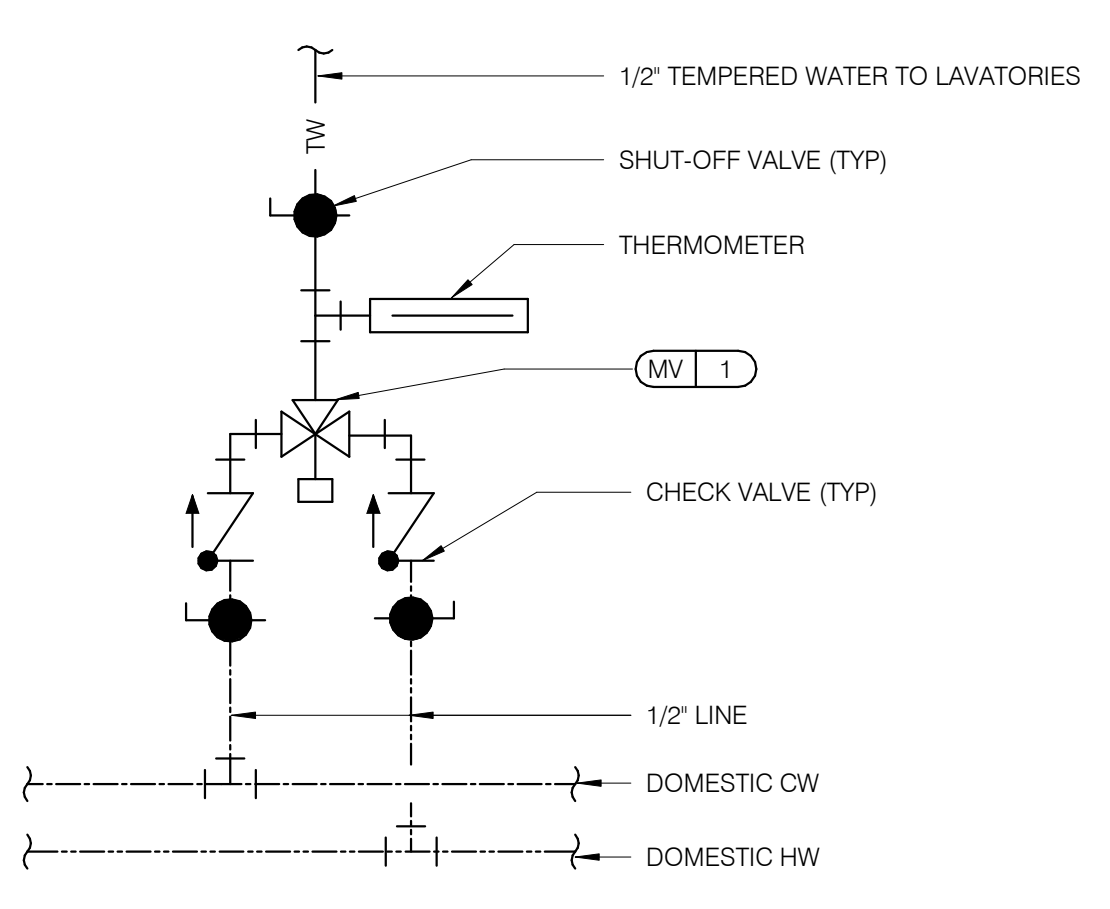 1/2" TEMPERED WATER TO LAVATORIES
TW
SHUT-OFF VALVE (TYP)
THERMOMETER
MV 1
CHECK VALVE (TYP)
1/2" LINE
DOMESTIC CW
DOMESTIC HW